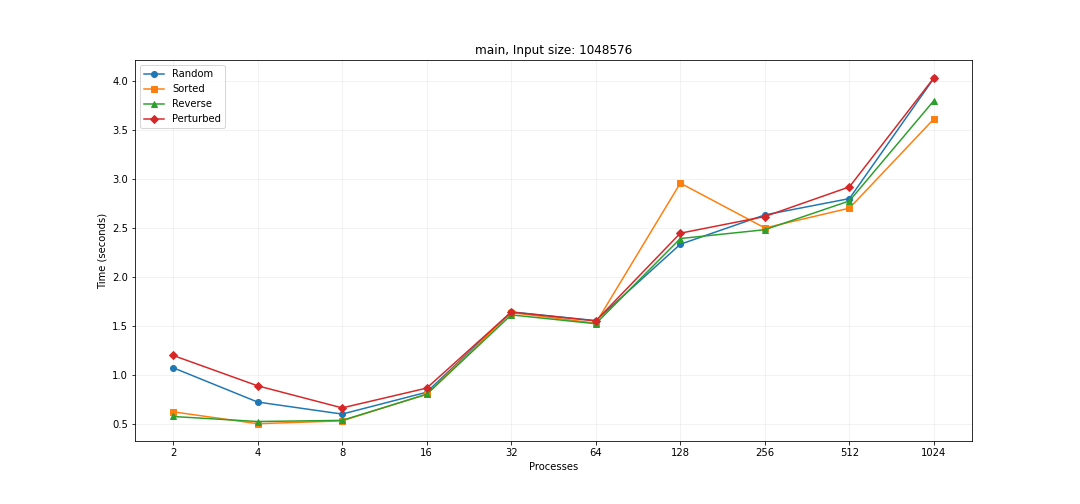 main, Input size: 1048576
Random
Sorted
Reverse
Perturbed
Time (seconds)
4.0
3.5
3.0
2.5
2.0
1.5
1.0
0.5
2 4 8 16 32 64 128 256 512 1024
Processes